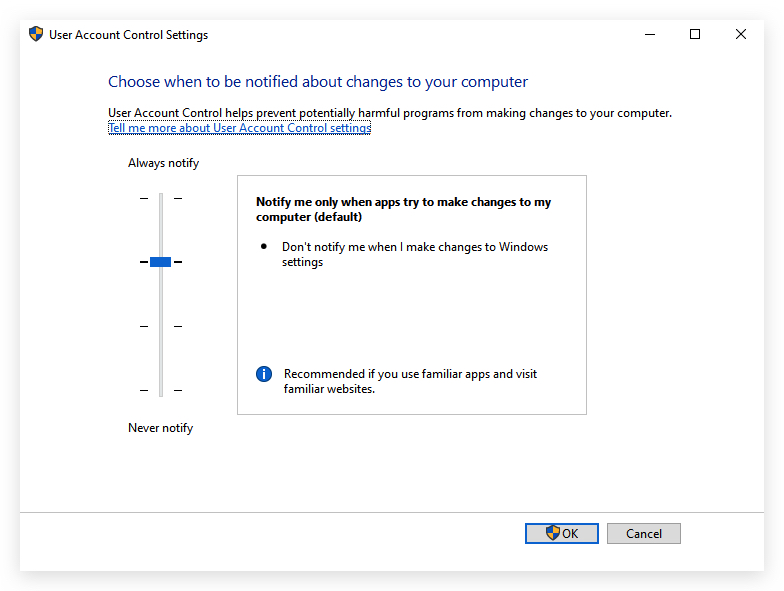 User Account Control Settings
Choose when to be notified about changes to your computer
User Account Control helps prevent potentially harmful programs from making changes to your computer.
Tell me more about User Account Control settings
Always notify
Notify me only when apps try to make changes to my
computer (default)
• Don't notify me when I make changes to Windows
settings
Recommended if you use familiar apps and visit
familiar websites.
Never notify
OK
Cancel